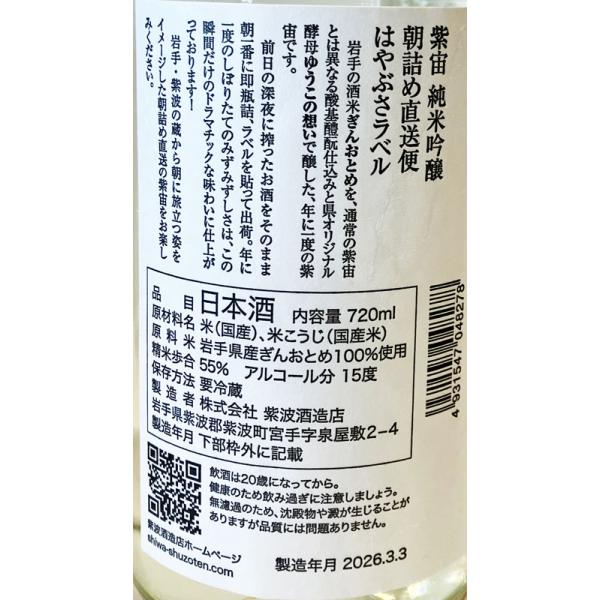 紫宙 純米吟醸
朝詰め直送便
はやぶさラベル
岩手の酒米ぎんおとめを、通常の紫宙
とは異なる酸基醴酛仕込みと県オリジナル
酵母ゆうこの想いで醸した、年に一度の紫
宙です。
前日の深夜に搾ったお酒をそのまま
朝一番に即瓶詰、ラベルを貼って出荷。年に
一度のしぼりたてのみずみずしさは、この
瞬間だけのドラマチックな味わいに仕上が
っております!
岩手・紫波の蔵から朝に旅立つ姿を
イメージした朝詰め直送の紫宙をお楽し
みください。
品目 日本酒 内容量 720ml
原材料名 米(国産)、米こうじ(国産米)
原料米 岩手県産ぎんおとめ100%使用
精米歩合 55% アルコール分 15度
保存方法 要冷蔵
製造者 株式会社 紫波酒造店
岩手県紫波郡紫波町宮手字泉屋敷2-4
製造年月 下部枠外に記載
4 931547 048278
飲酒は20歳になってから。
健康のため飲み過ぎに注意しましょう。
無濾過のため、沈殿物や澱が生じることが
ありますが品質には問題ありません。
紫波酒造店ホームページ
shiwa-shuzoten.com
製造年月 2026.3.3